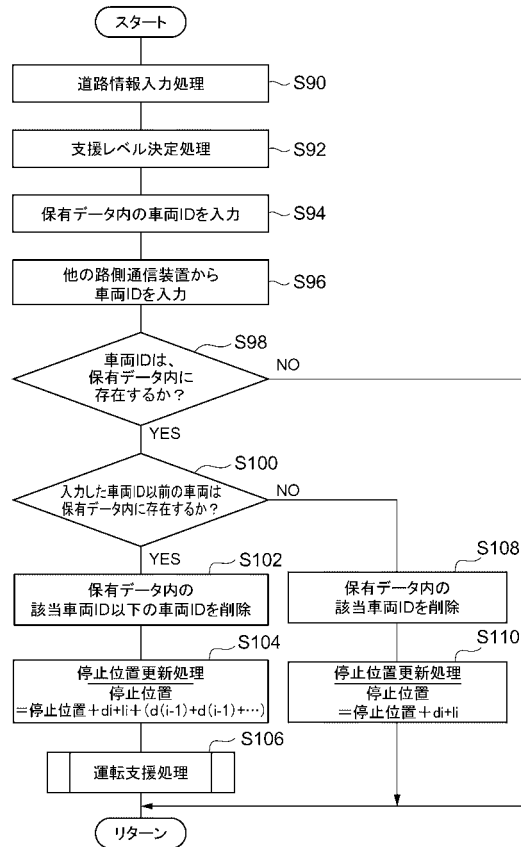 スタート
道路情報入力処理
S90
支援レベル決定処理
S92
保有データ内の車両IDを入力
S94
他の路側通信装置から
車両IDを入力
S96
車両IDは、
保有データ内に
存在するか？
S98
NO
YES
入力した車両ID以前の車両は
保有データ内に存在するか？
S100
NO
YES
保有データ内の
該当車両ID以下の車両IDを削除
S102
保有データ内の
該当車両IDを削除
S108
停止位置更新処理
停止位置
=停止位置+di+li+(d(i-1)+d(i-1)+…)
S104
停止位置更新処理
停止位置
=停止位置+di+li
S110
運転支援処理
S106
リターン